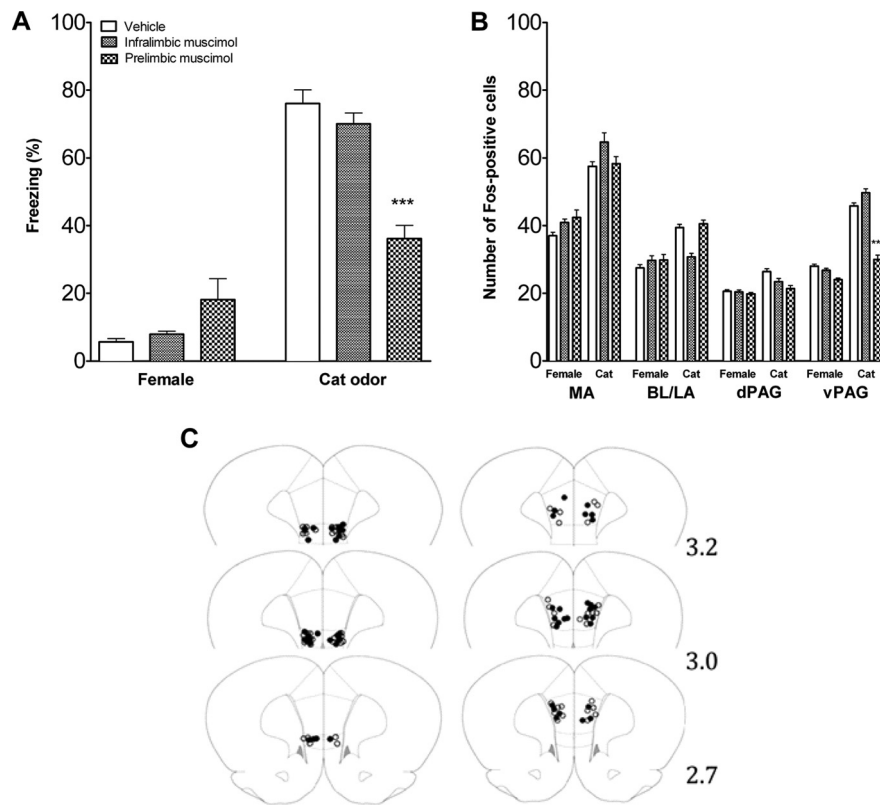 A
Freezing (%)
100
80
60
40
20
0
Vehicle
Infralimbic muscimol
Prelimbic muscimol
***
Female
Cat odor
B
Number of Fos-positive cells
100
80
60
40
20
0
**
Female Cat Female Cat Female Cat Female Cat
MA BL/LA dPAG vPAG
C
3.2
3.0
2.7